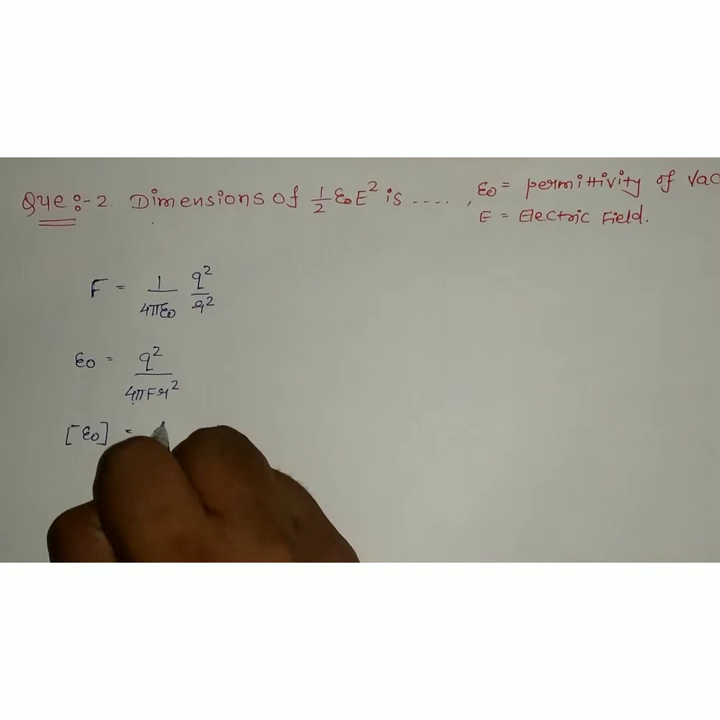 Que :- 2. Dimensions of 1/2 ε0E² is ...., ε0 = permittivity of Vac
E = Electric Field.
F = 1/4πε0 q²/r²
ε0 = q²/4πFr²
[ε0] =